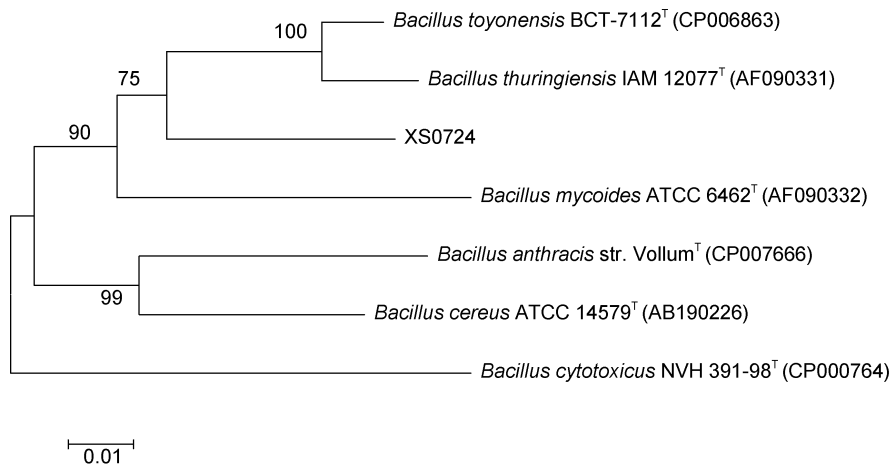 100
Bacillus toyonensis BCT-7112ᵀ (CP006863)
75
Bacillus thuringiensis IAM 12077ᵀ (AF090331)
90
XS0724
Bacillus mycoides ATCC 6462ᵀ (AF090332)
Bacillus anthracis str. Vollumᵀ (CP007666)
99
Bacillus cereus ATCC 14579ᵀ (AB190226)
Bacillus cytotoxicus NVH 391-98ᵀ (CP000764)
0.01